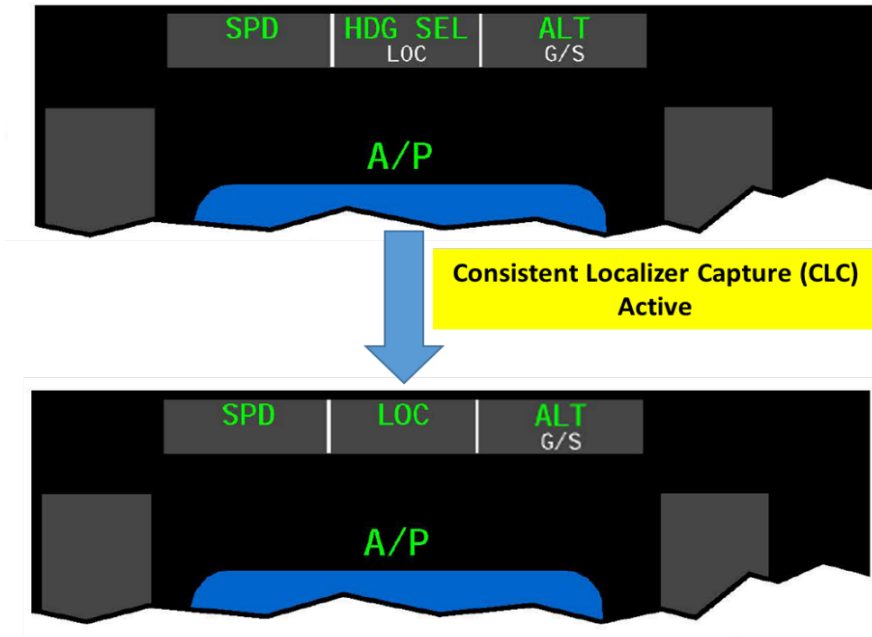 SPD HDG SEL ALT
LOC G/S
A/P
Consistent Localizer Capture (CLC)
Active
SPD LOC ALT
G/S
A/P